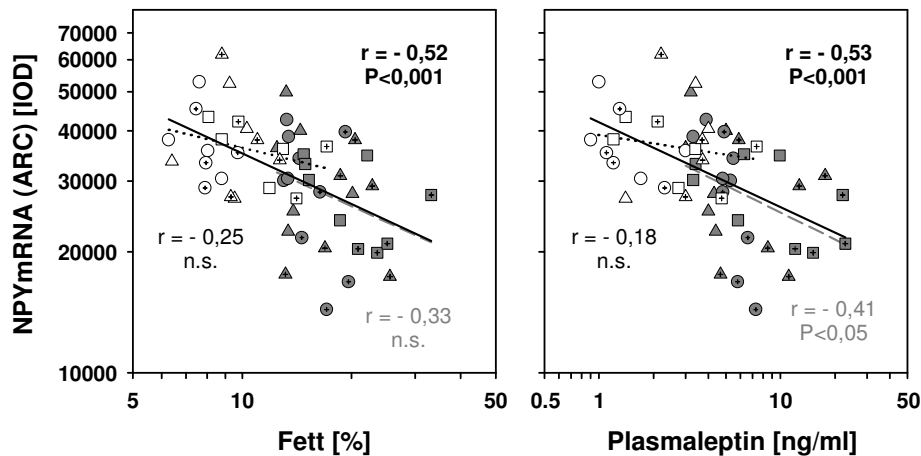 NPYmRNA (ARC) [IOD]
70000
60000
50000
40000
30000
20000
10000
r = - 0,52
P<0,001
r = - 0,25
n.s.
r = - 0,33
n.s.
10
50
Fett [%]
r = - 0,53
P<0,001
r = - 0,18
n.s.
r = - 0,41
P<0,05
0.5
1
10
50
Plasmaleptin [ng/ml]